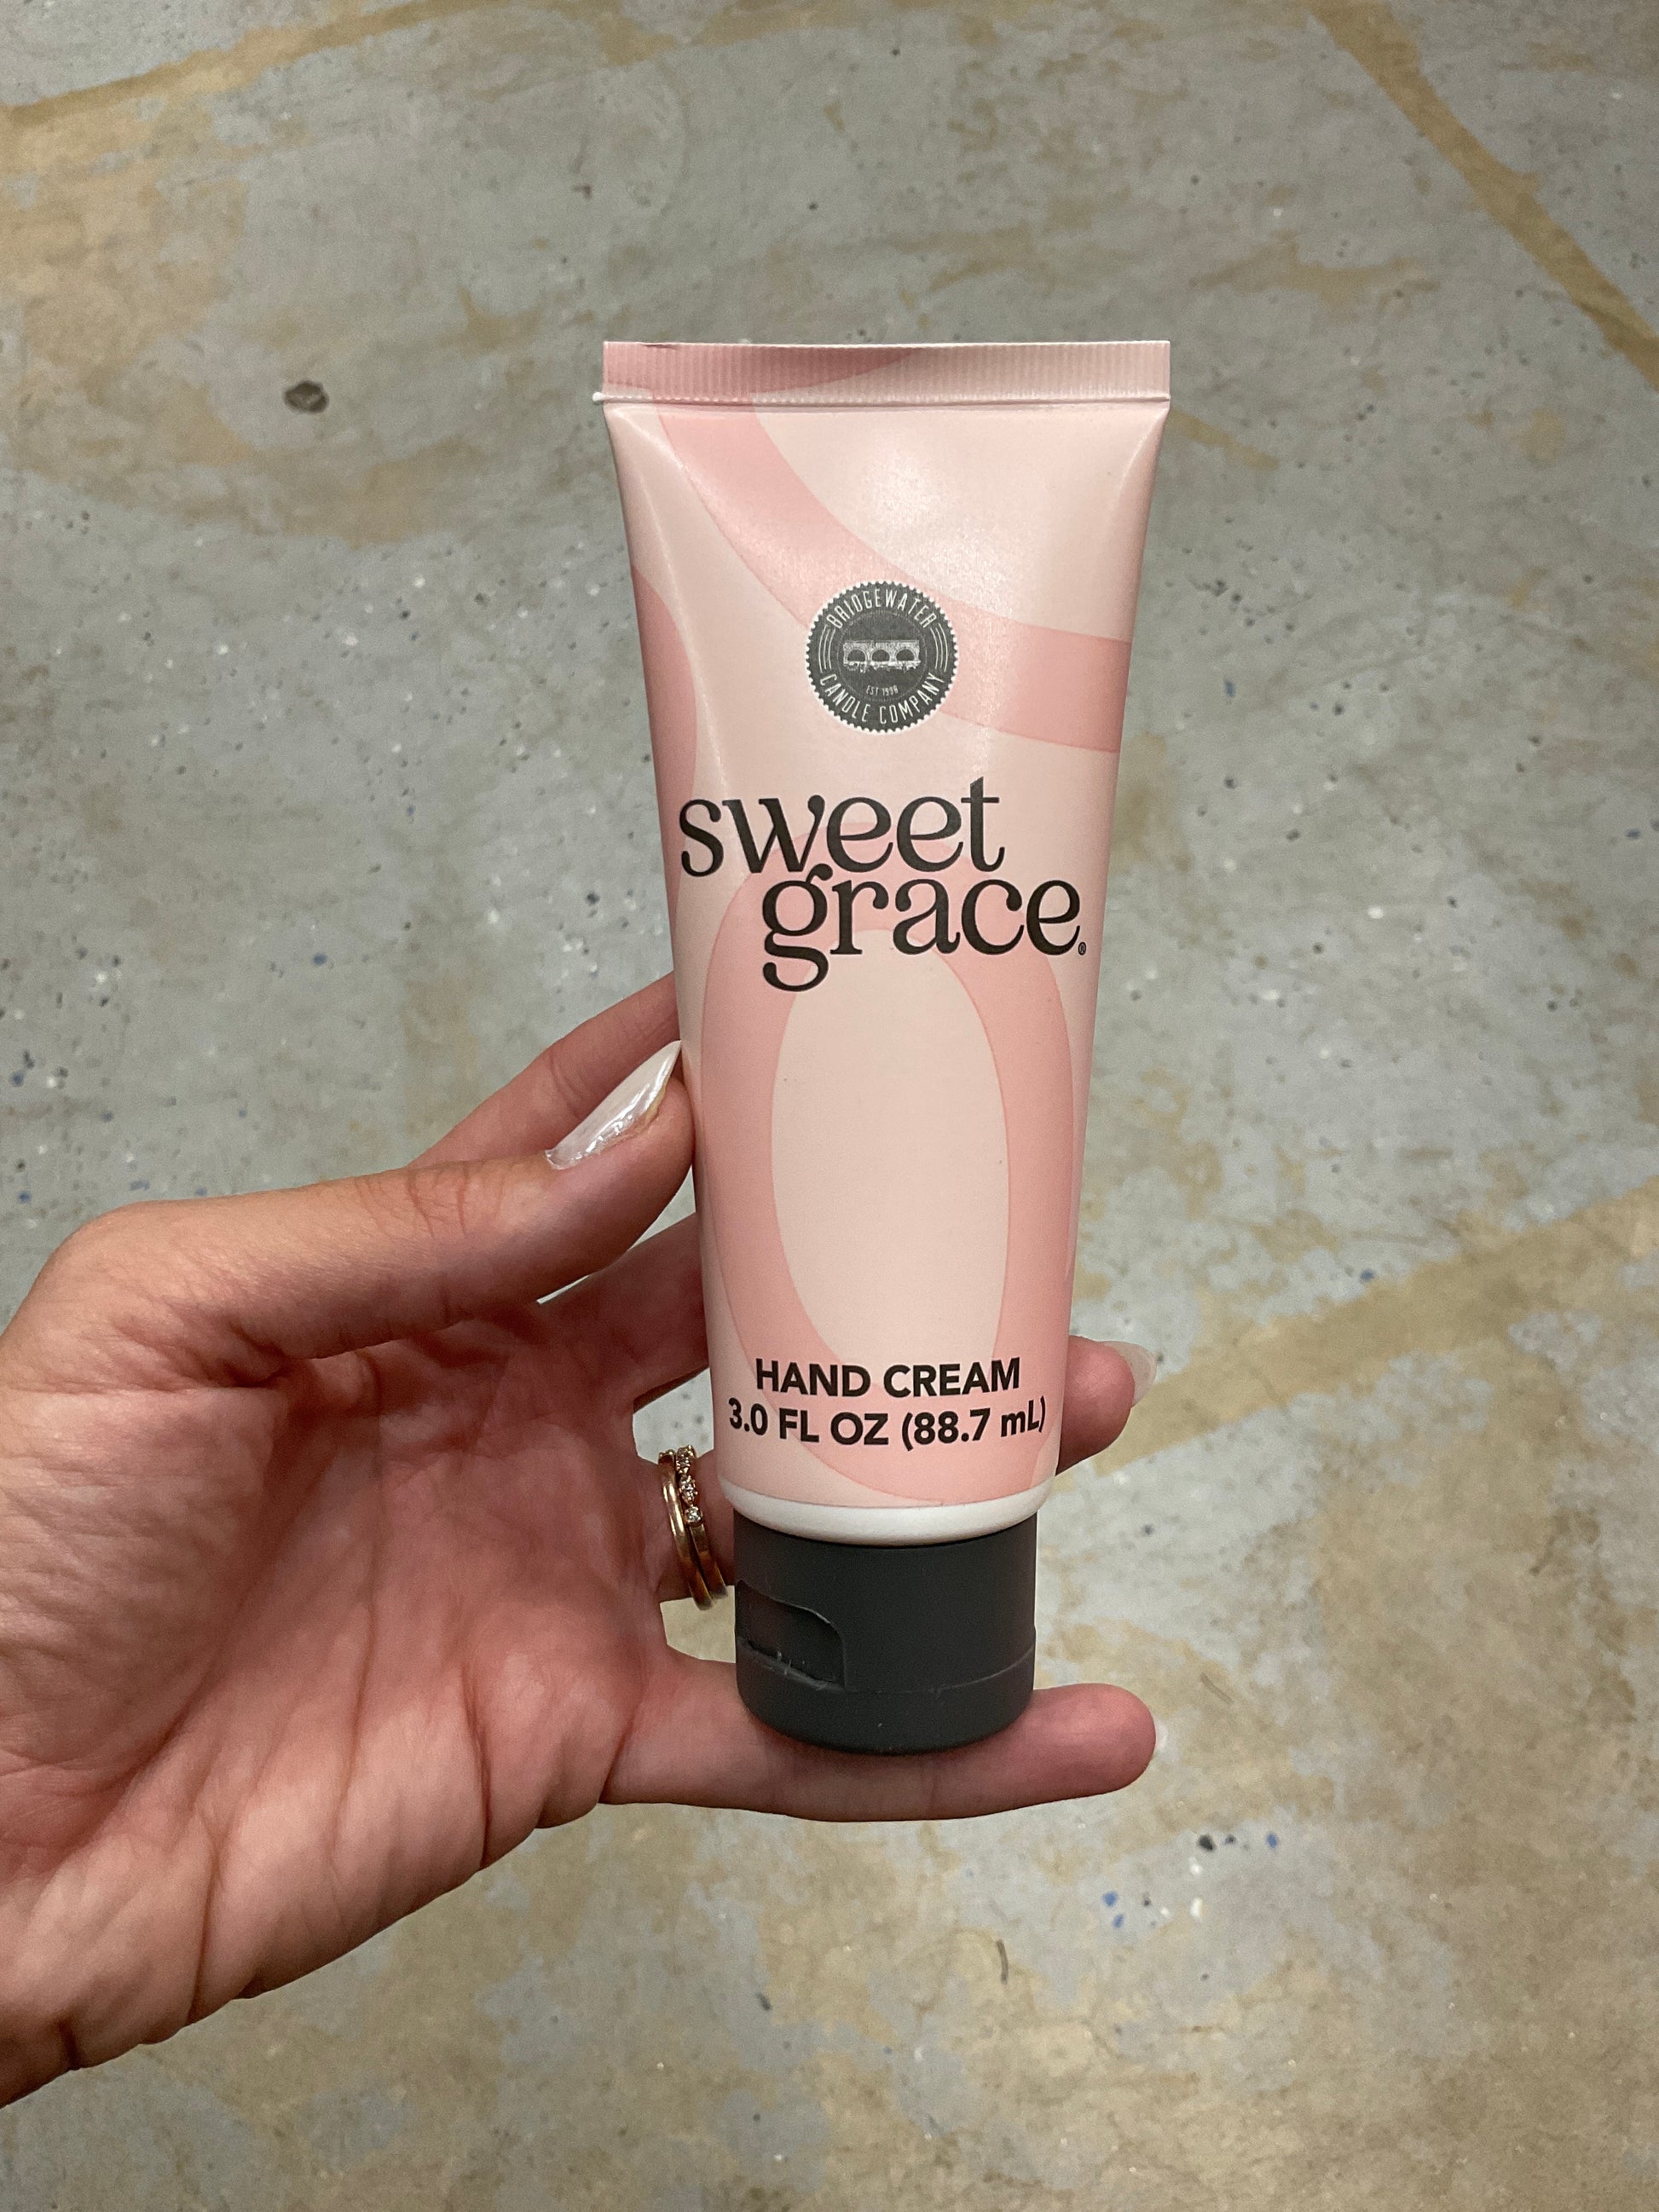 BRIDGEWATER
EST 1998
CANDLE COMPANY
sweet
grace®
HAND CREAM
3.0 FL OZ (88.7 mL)